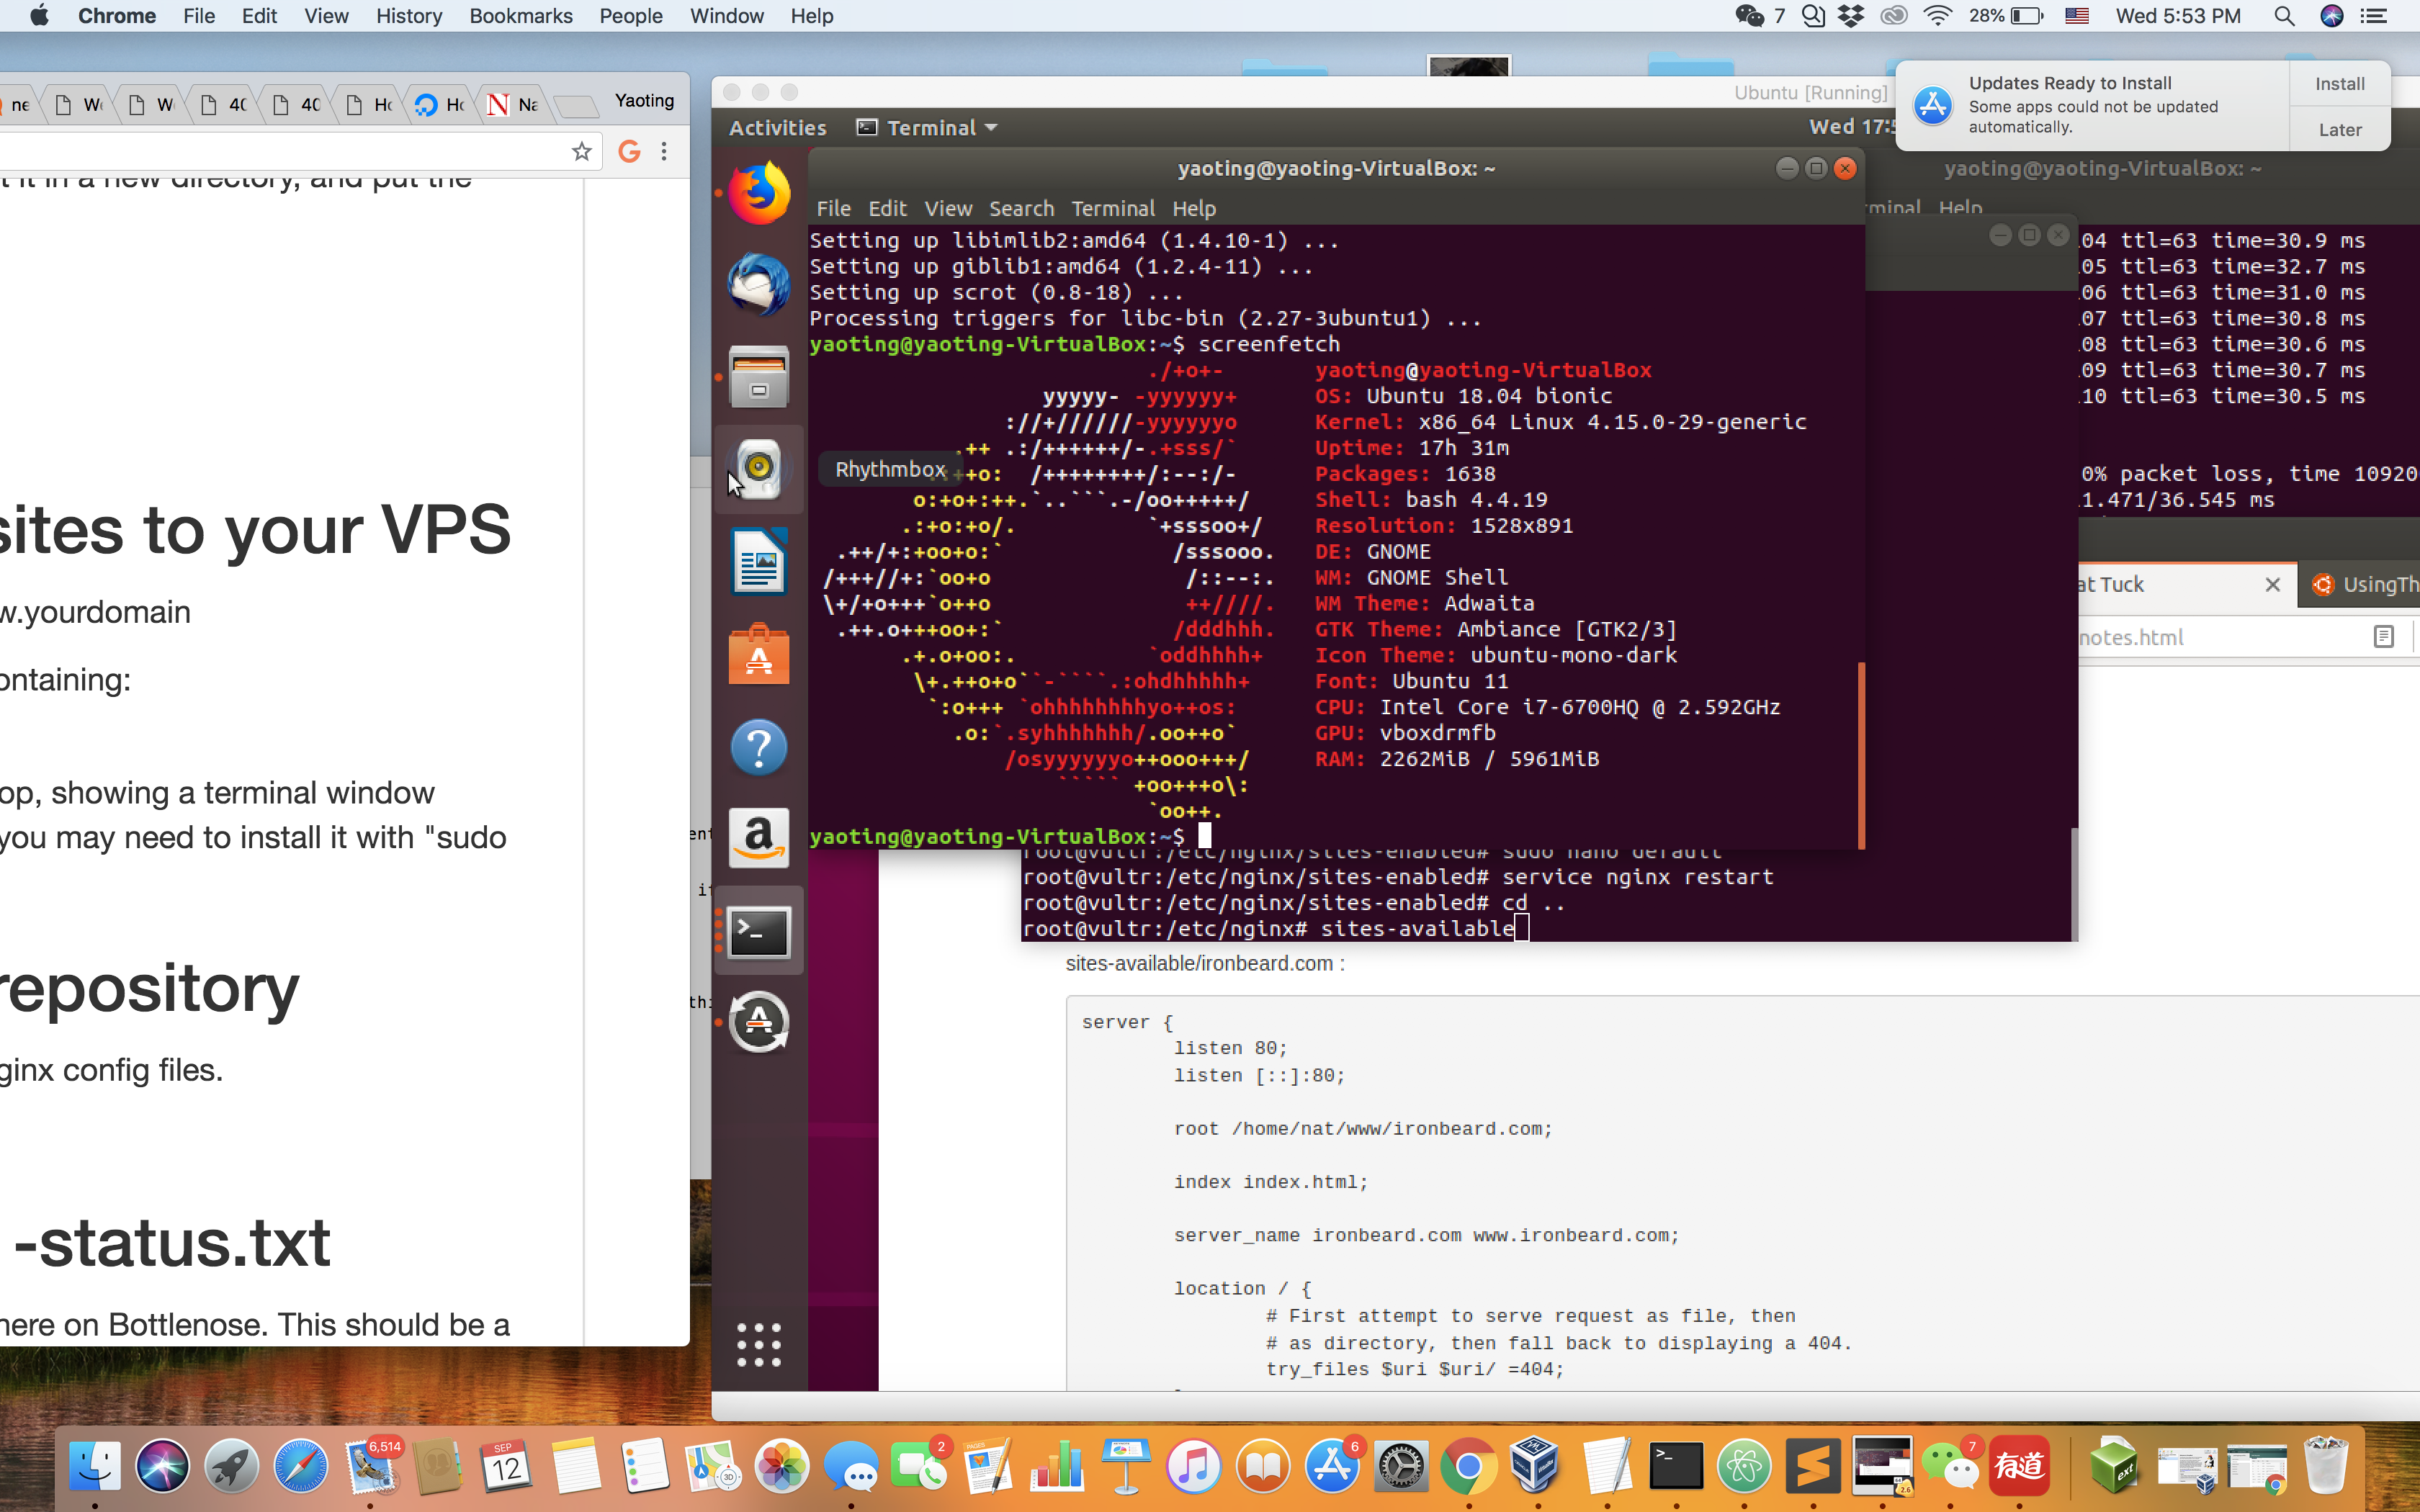 Chrome File Edit View History Bookmarks People Window Help
7 28% Wed 5:53 PM
ne We W 40 40 Ho Ho Na Yaoting
t it in a new directory, and put the
sites to your VPS
w.yourdomain
ontaining:
op, showing a terminal window
you may need to install it with "sudo
repository
ginx config files.
-status.txt
here on Bottlenose. This should be a
Ubuntu [Running]
Updates Ready to Install
Some apps could not be updated
automatically.
Install
Later
Activities Terminal Wed 17:5
yaoting@yaoting-VirtualBox: ~
File Edit View Search Terminal Help
Setting up libimlib2:amd64 (1.4.10-1) ...
Setting up giblib1:amd64 (1.2.4-11) ...
Setting up scrot (0.8-18) ...
Processing triggers for libc-bin (2.27-3ubuntu1) ...
yaoting@yaoting-VirtualBox:~$ screenfetch
./+o+- yaoting@yaoting-VirtualBox
yyyyy- -yyyyyy+ OS: Ubuntu 18.04 bionic
://+//////-yyyyyyo Kernel: x86_64 Linux 4.15.0-29-generic
.++ .:/++++++/-.+sss/` Uptime: 17h 31m
++o: /++++++++/:--:/- Packages: 1638
o:+o+:++.`..```.-/oo+++++/ Shell: bash 4.4.19
.:+o:+o/. `+sssoo+/ Resolution: 1528x891
.++/+:+oo+o:` /sssooo. DE: GNOME
/+++//+:`oo+o /::--:. WM: GNOME Shell
\+/+o+++`o++o ++////. WM Theme: Adwaita
.++.o+++oo+:` /dddhhh. GTK Theme: Ambiance [GTK2/3]
.+.o+oo:. `oddhhhh+ Icon Theme: ubuntu-mono-dark
\+.++o+o``-````.:ohdhhhhh+ Font: Ubuntu 11
`:o+++ `ohhhhhhhhyo++os: CPU: Intel Core i7-6700HQ @ 2.592GHz
.o:`.syhhhhhhh/.oo++o` GPU: vboxdrmfb
/osyyyyyyo++ooo+++/ RAM: 2262MiB / 5961MiB
````` +oo+++o\:
`oo++.
yaoting@yaoting-VirtualBox:~$
Rhythmbox
yaoting@yaoting-VirtualBox: ~
minal Help
04 ttl=63 time=30.9 ms
05 ttl=63 time=32.7 ms
06 ttl=63 time=31.0 ms
07 ttl=63 time=30.8 ms
08 ttl=63 time=30.6 ms
09 ttl=63 time=30.7 ms
10 ttl=63 time=30.5 ms
0% packet loss, time 10920
1.471/36.545 ms
at Tuck UsingTh
notes.html
root@vultr:/etc/nginx/sites-enabled# sudo nano default
root@vultr:/etc/nginx/sites-enabled# service nginx restart
root@vultr:/etc/nginx/sites-enabled# cd ..
root@vultr:/etc/nginx# sites-available
sites-available/ironbeard.com :
server {
listen 80;
listen [::]:80;
root /home/nat/www/ironbeard.com;
index index.html;
server_name ironbeard.com www.ironbeard.com;
location / {
# First attempt to serve request as file, then
# as directory, then fall back to displaying a 404.
try_files $uri $uri/ =404;
6,514
SEP
12
2
PAGES
6
7
有道
ext